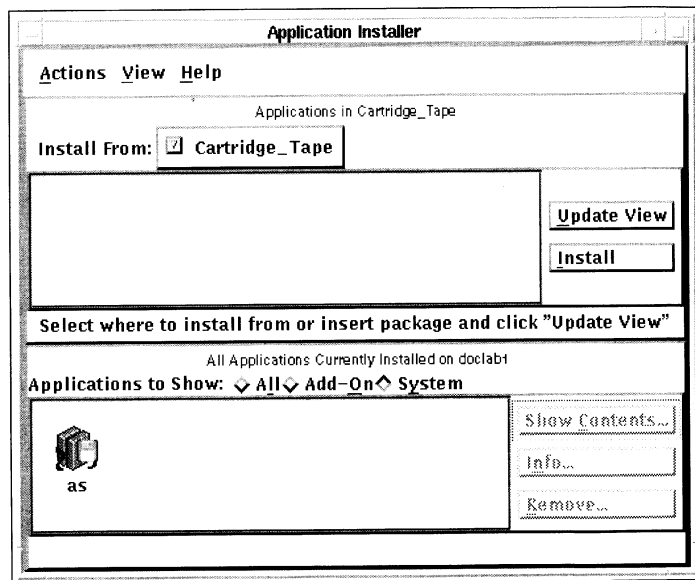 Application Installer
Actions View Help
Applications in Cartridge_Tape
Install From: ? Cartridge_Tape
Update View
Install
Select where to install from or insert package and click "Update View"
All Applications Currently Installed on doclab1
Applications to Show: All Add-On System
Show Contents...
as
Info...
Remove...